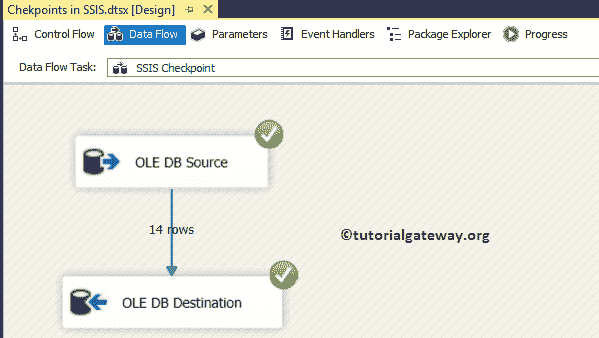 Chekpoints in SSIS.dtsx [Design]
Control Flow Data Flow Parameters Event Handlers Package Explorer Progress
Data Flow Task: SSIS Checkpoint
OLE DB Source
14 rows
©tutorialgateway.org
OLE DB Destination